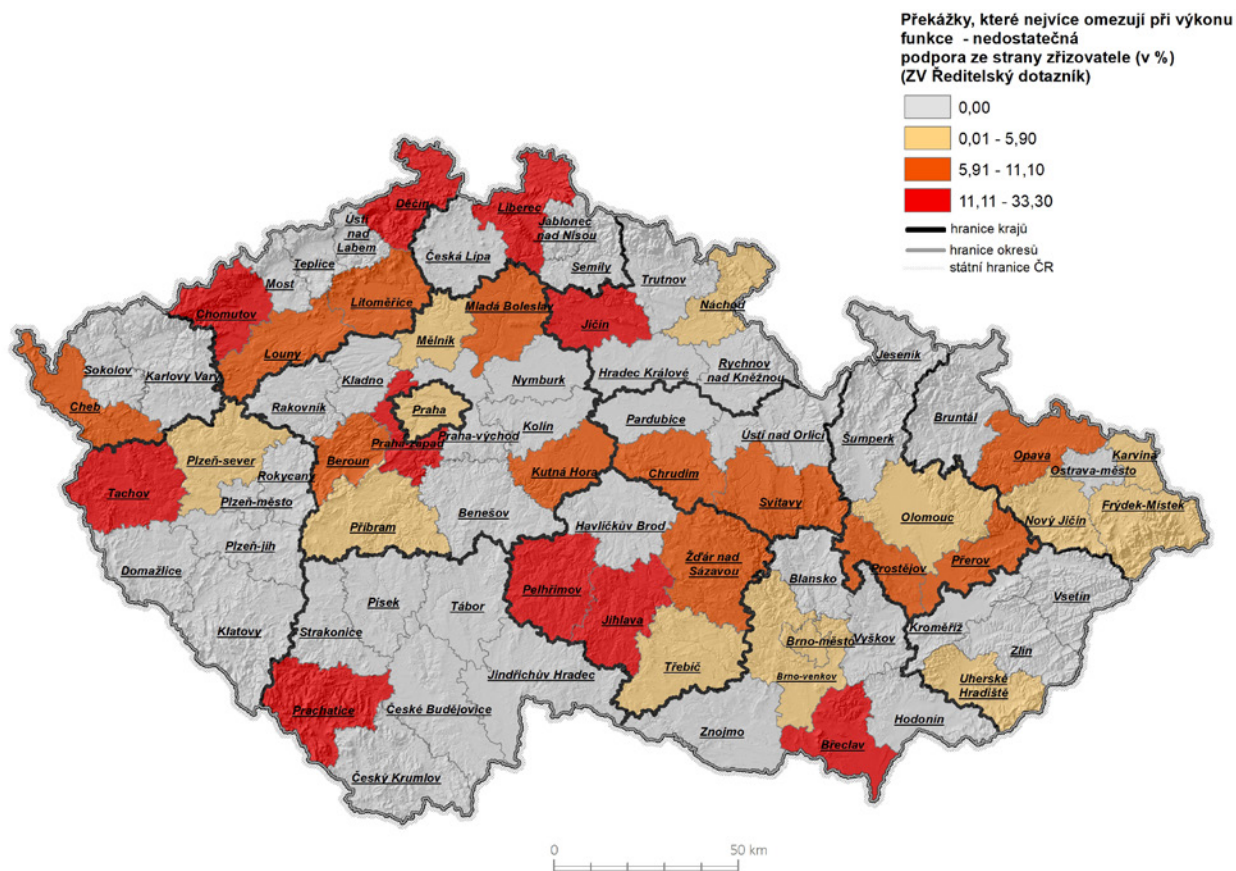 Překážky, které nejvíce omezují při výkonu
funkce - nedostatečná
podpora ze strany zřizovatele (v %)
(ZV Ředitelský dotazník)
0,00
0,01 - 5,90
5,91 - 11,10
11,11 - 33,30
hranice krajů
hranice okresů
státní hranice ČR
Děčín
Liberec
Ústí
nad
Labem
Jablonec
nad Nisou
Teplice
Česká Lípa
Semily
Most
Trutnov
Chomutov
Litoměřice
Mladá Boleslav
Náchod
Jičín
Mělník
Louny
Jeseník
Sokolov
Karlovy Vary
Kladno
Nymburk
Hradec Králové
Rychnov
nad Kněžnou
Cheb
Rakovník
Praha
Bruntál
Pardubice
Kolín
Praha-západ
Praha-východ
Ústí nad Orlicí
Šumperk
Plzeň-sever
Beroun
Opava
Karviná
Ostrava-město
Rokycany
Kutná Hora
Chrudim
Tachov
Plzeň-město
Svitavy
Frýdek-Místek
Benešov
Olomouc
Nový Jičín
Příbram
Havlíčkův Brod
Plzeň-jih
Žďár nad
Sázavou
Přerov
Domažlice
Prostějov
Blansko
Pelhřimov
Jihlava
Vsetín
Písek
Tábor
Klatovy
Strakonice
Kroměříž
Brno-město
Vyškov
Zlín
Třebíč
Jindřichův Hradec
Brno-venkov
Uherské
Hradiště
Prachatice
České Budějovice
Hodonín
Znojmo
Břeclav
Český Krumlov
0
50 km